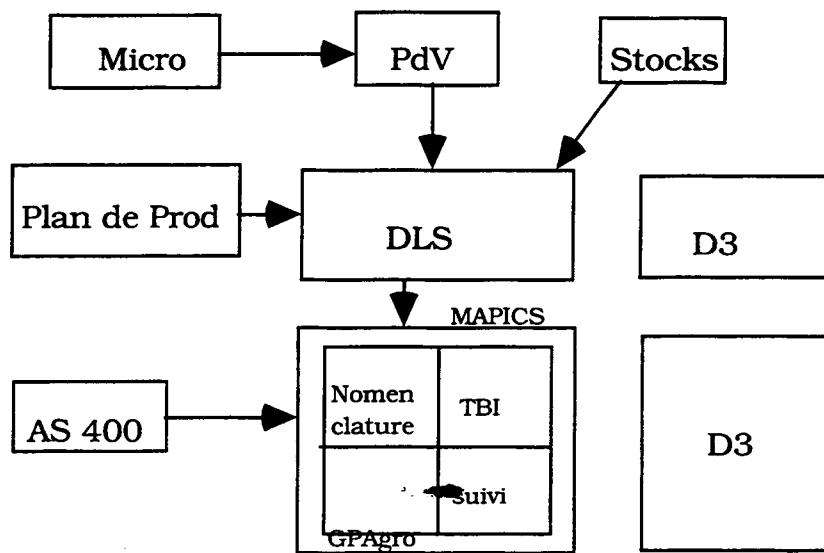 Micro
PdV
Stocks
Plan de Prod
DLS
D3
MAPICS
Nomen
clature
TBI
AS 400
D3
suivi
GPAgro